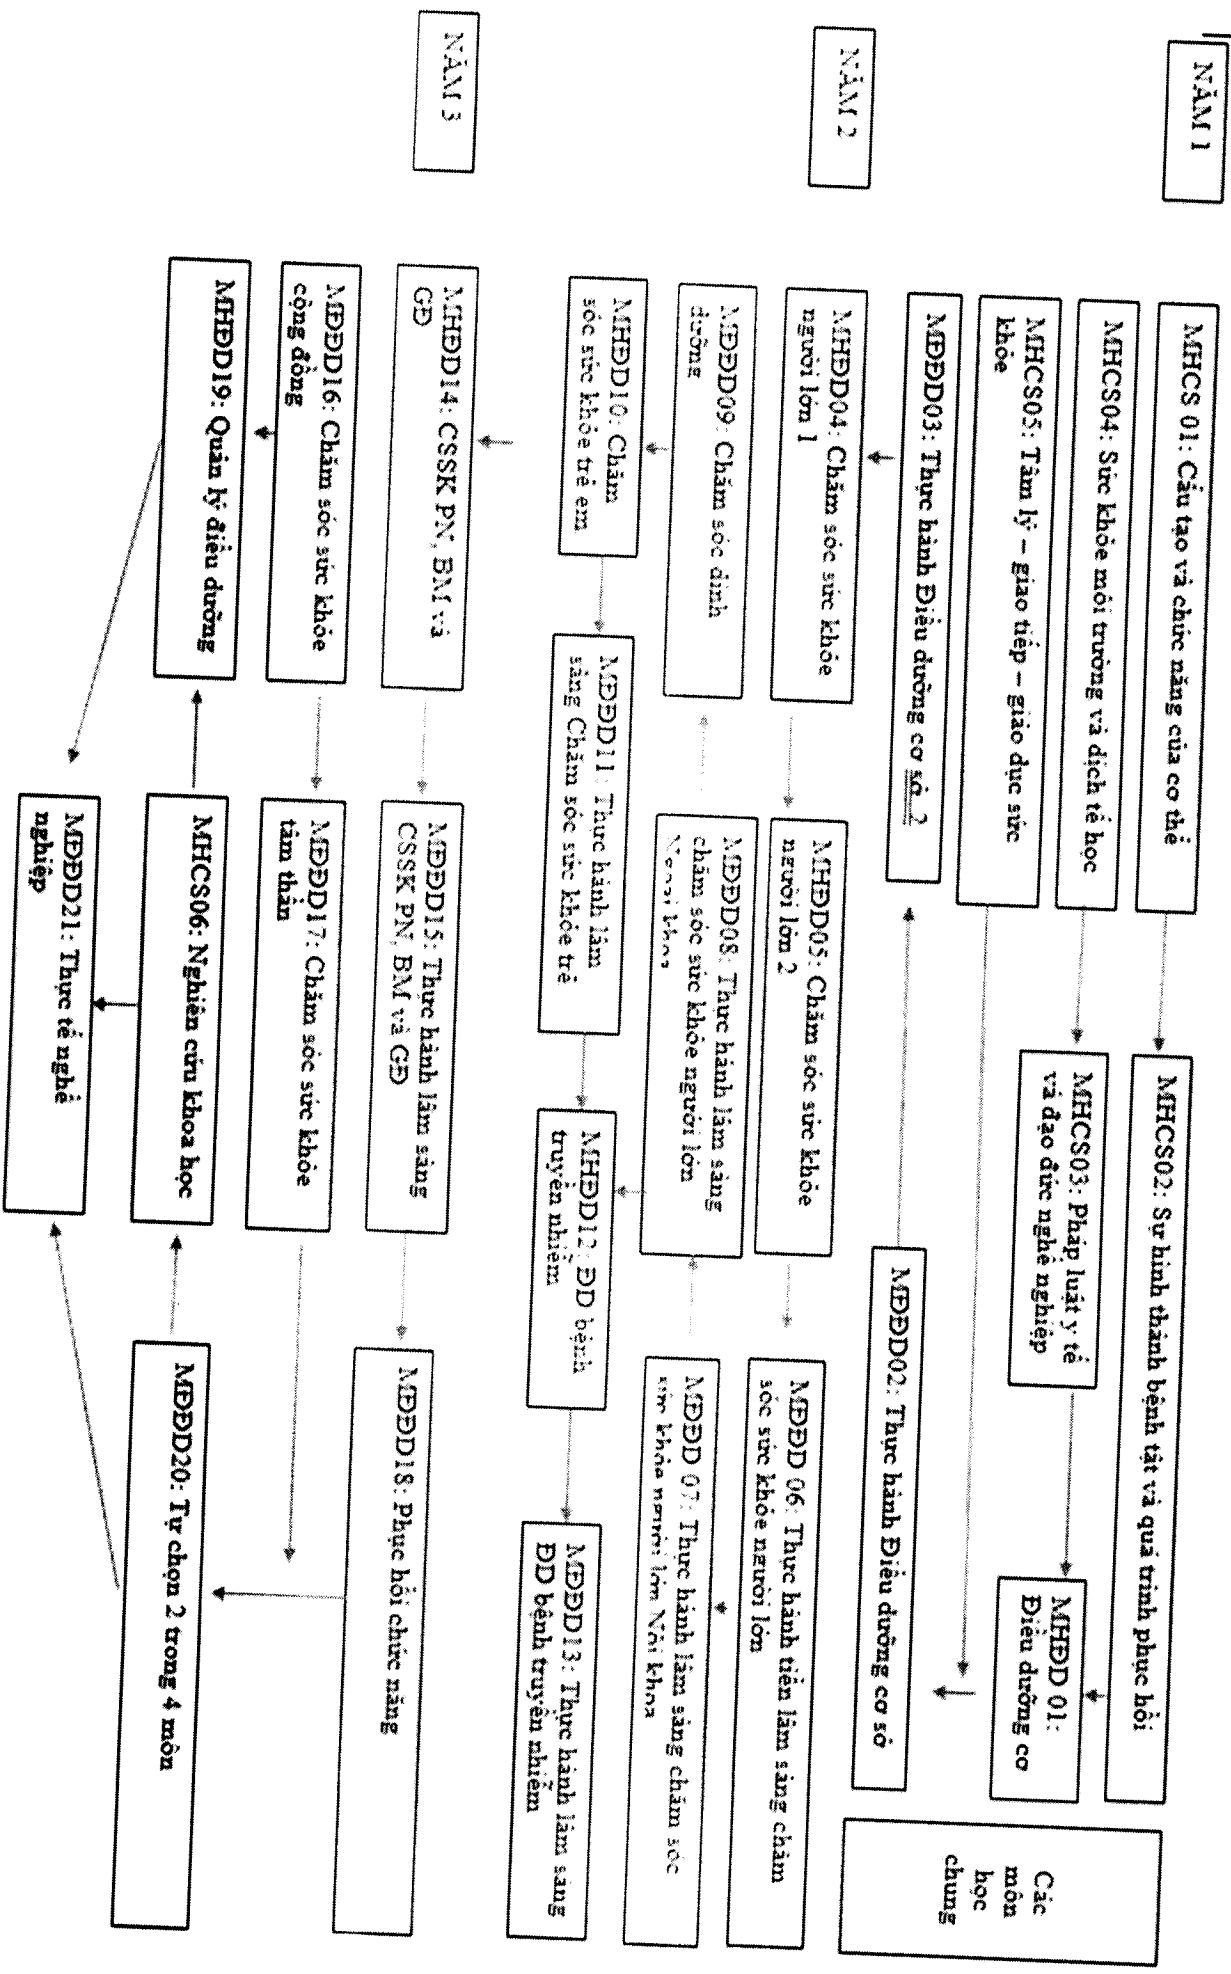 NĂM 1
MHCS 01: Cấu tạo và chức năng của cơ thể
MHCS02: Sự hình thành bệnh tật và quá trình phục hồi
MHCS04: Sức khỏe môi trường và dịch tễ học
MHCS03: Pháp luật y tế
và đạo đức nghề nghiệp
MHĐD 01:
Điều dưỡng cơ
Các
môn
học
chung
MHCS05: Tâm lý – giao tiếp – giáo dục sức
khỏe
MĐĐD03: Thực hành Điều dưỡng cơ sở 2
MĐĐD02: Thực hành Điều dưỡng cơ sở
NĂM 2
MHĐD04: Chăm sóc sức khỏe
người lớn 1
MHĐD05: Chăm sóc sức khỏe
người lớn 2
MĐĐD 06: Thực hành tiền lâm sàng chăm
sóc sức khỏe người lớn
MĐĐD09: Chăm sóc dinh
dưỡng
MĐĐD08: Thực hành lâm sàng
chăm sóc sức khỏe người lớn
Ngoại khoa
MĐĐD 07: Thực hành lâm sàng chăm sóc
sức khỏe người lớn Nội khoa
MHĐD10: Chăm
sóc sức khỏe trẻ em
MĐĐD11: Thực hành lâm
sàng Chăm sóc sức khỏe trẻ
MHĐD12: ĐD bệnh
truyền nhiễm
MĐĐD13: Thực hành lâm sàng
ĐD bệnh truyền nhiễm
NĂM 3
MHĐD14: CSSK PN, BM và
GĐ
MĐĐD15: Thực hành lâm sàng
CSSK PN, BM và GĐ
MĐĐD18: Phục hồi chức năng
MĐĐD16: Chăm sóc sức khỏe
cộng đồng
MĐĐD17: Chăm sóc sức khỏe
tâm thần
MHĐD19: Quản lý điều dưỡng
MHCS06: Nghiên cứu khoa học
MĐĐD20: Tự chọn 2 trong 4 môn
MĐĐD21: Thực tế nghề
nghiệp